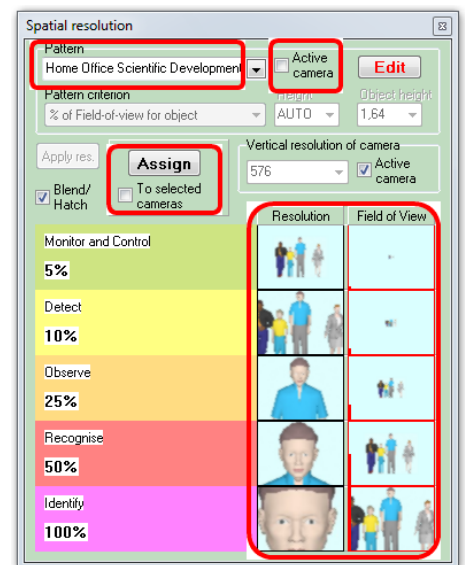 Spatial resolution
Pattern
Home Office Scientific Development
Active
camera
Edit
Pattern criterion
Height
Object height
% of Field-of-view for object
AUTO
1,64
Apply res.
Assign
Blend/
Hatch
To selected
cameras
Vertical resolution of camera
576
Active
camera
Resolution
Field of View
Monitor and Control
5%
Detect
10%
Observe
25%
Recognise
50%
Identify
100%